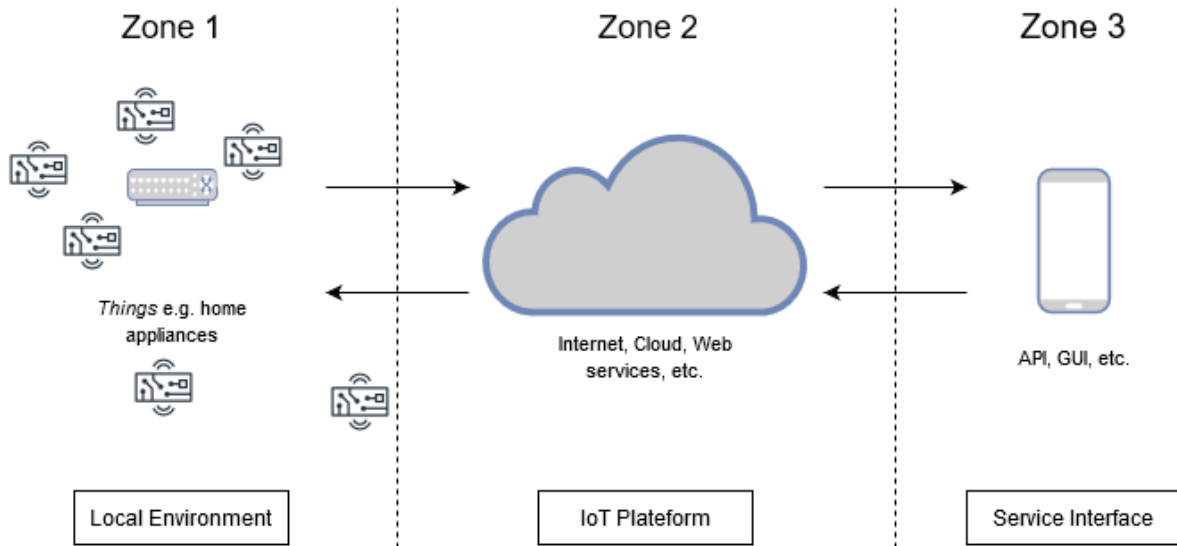 Zone 1
Zone 2
Zone 3
Things e.g. home
appliances
Internet, Cloud, Web
services, etc.
API, GUI, etc.
Local Environment
IoT Plateform
Service Interface